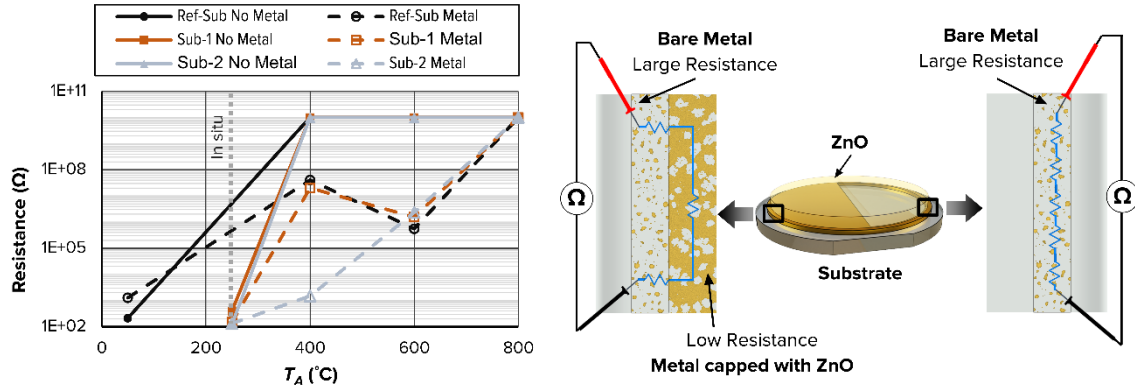 Ref-Sub No Metal
Ref-Sub Metal
Sub-1 No Metal
Sub-1 Metal
Sub-2 No Metal
Sub-2 Metal
1E+11
1E+08
1E+05
1E+02
Resistance (Ω)
In situ
0
200
400
600
800
T_A (°C)
Bare Metal
Large Resistance
Ω
Low Resistance
Metal capped with ZnO
ZnO
Substrate
Bare Metal
Large Resistance
Ω